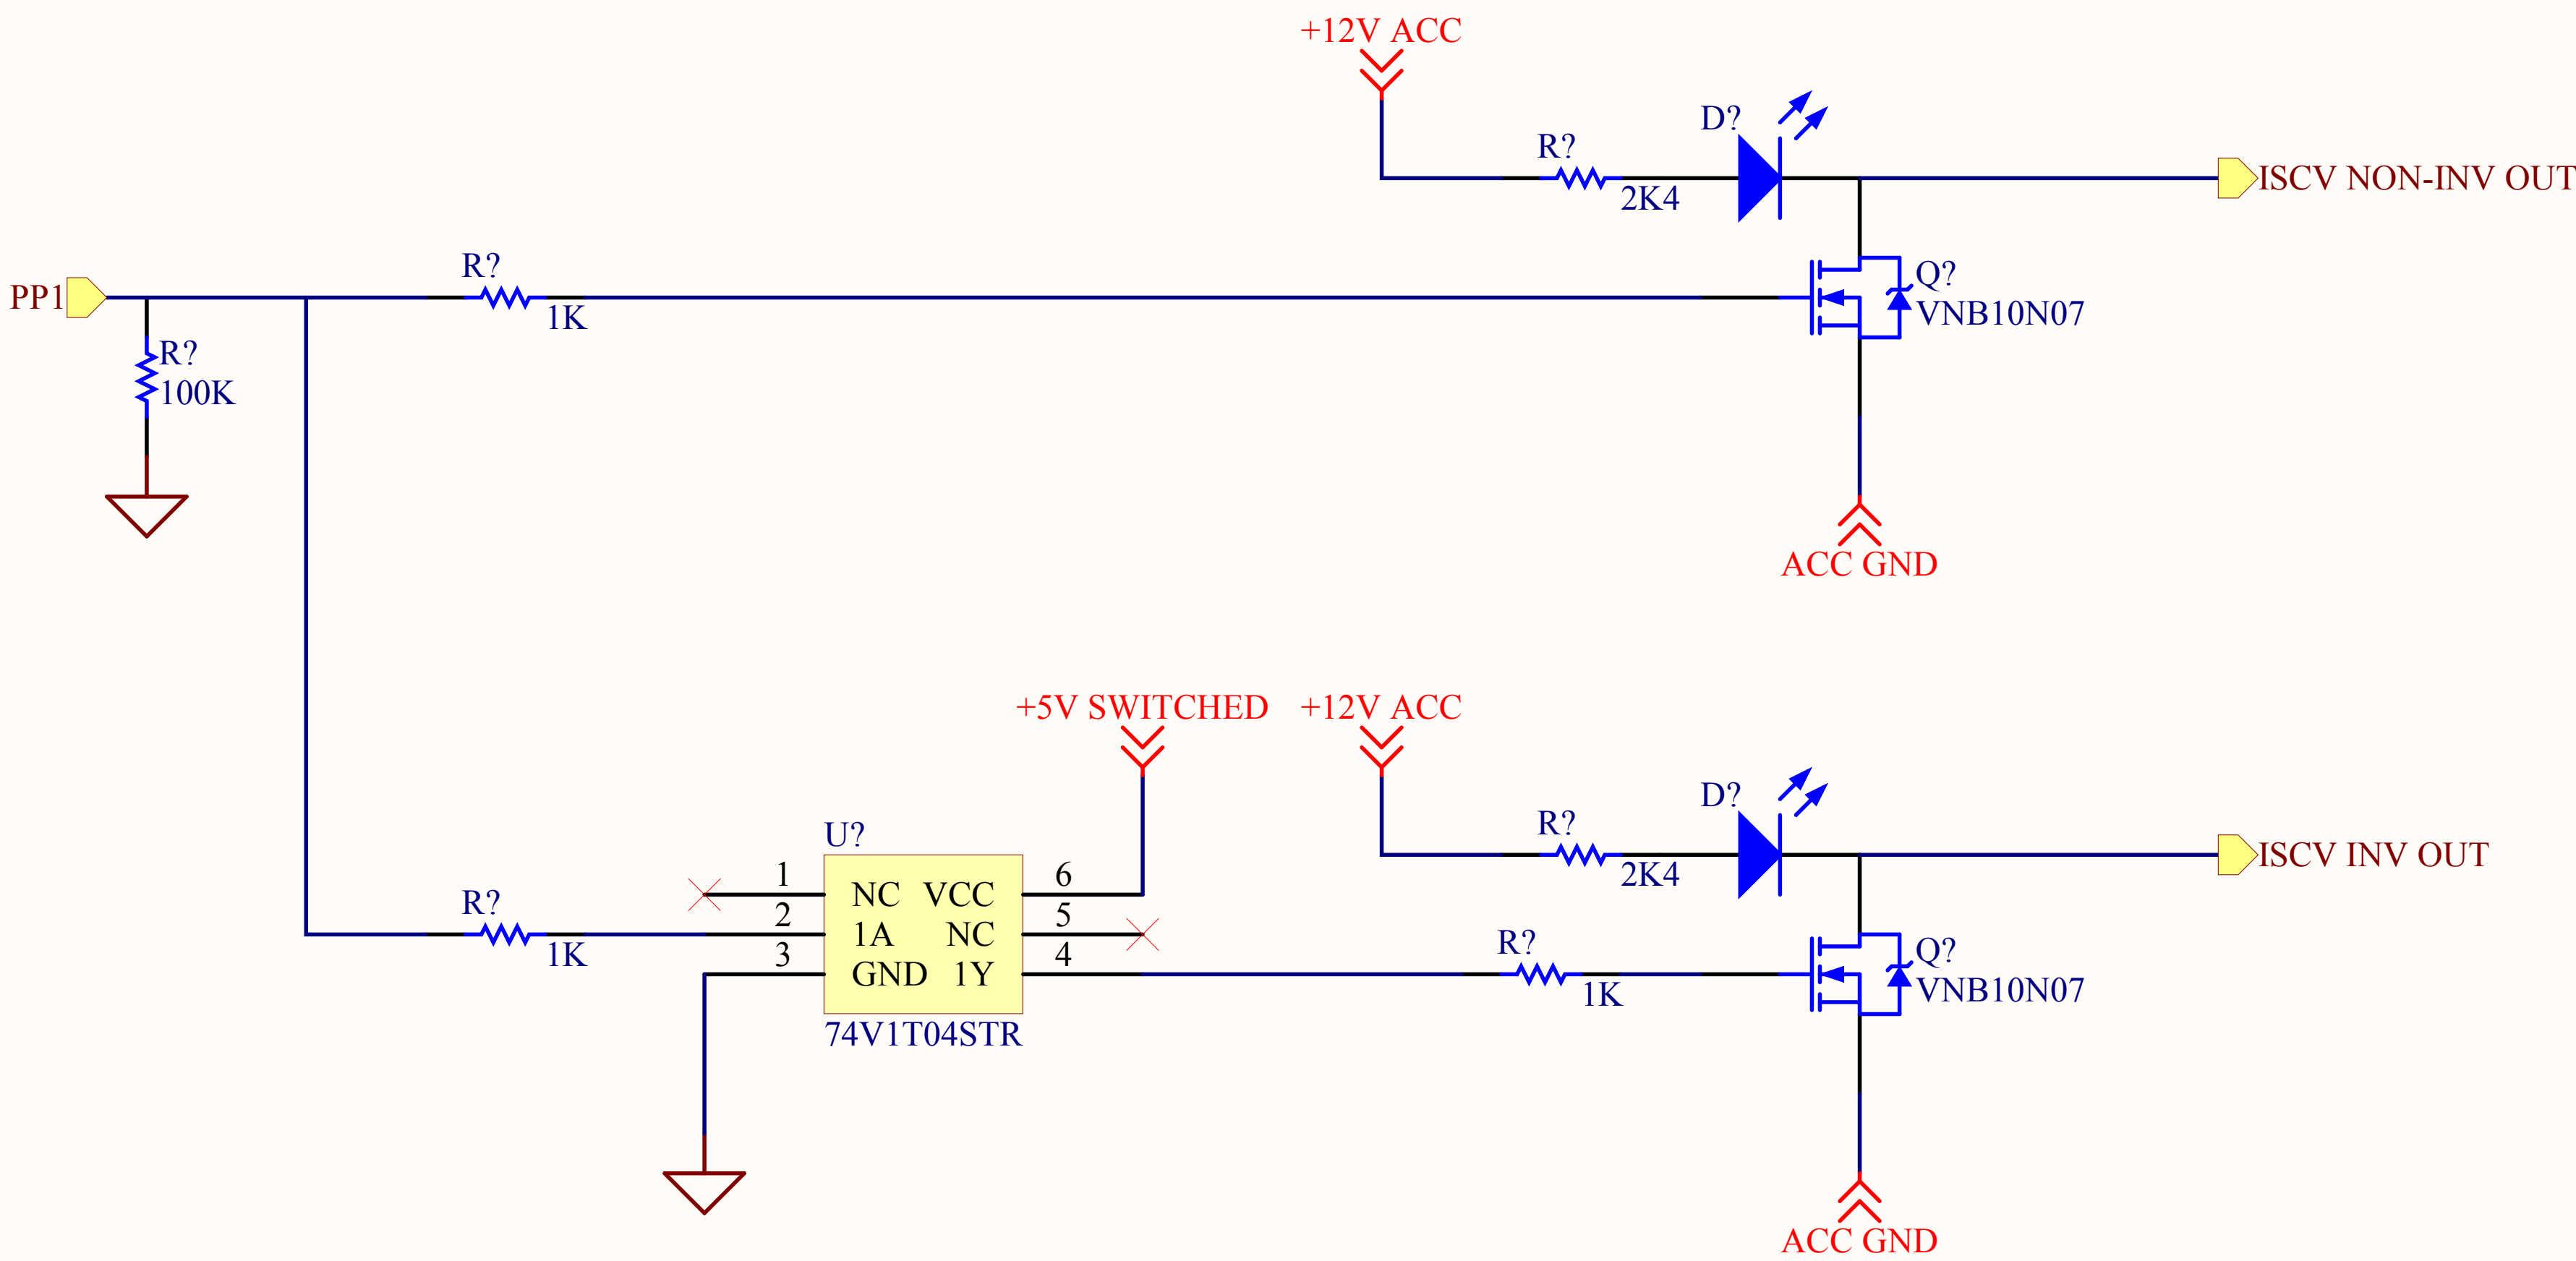 +12V ACC
D?
R?
2K4
ISCV NON-INV OUT
PP1
R?
1K
Q?
VNB10N07
R?
100K
ACC GND
+5V SWITCHED
+12V ACC
D?
R?
2K4
ISCV INV OUT
U?
1
NC
VCC
6
R?
1K
2
1A
NC
5
3
GND
1Y
4
74V1T04STR
R?
1K
Q?
VNB10N07
ACC GND